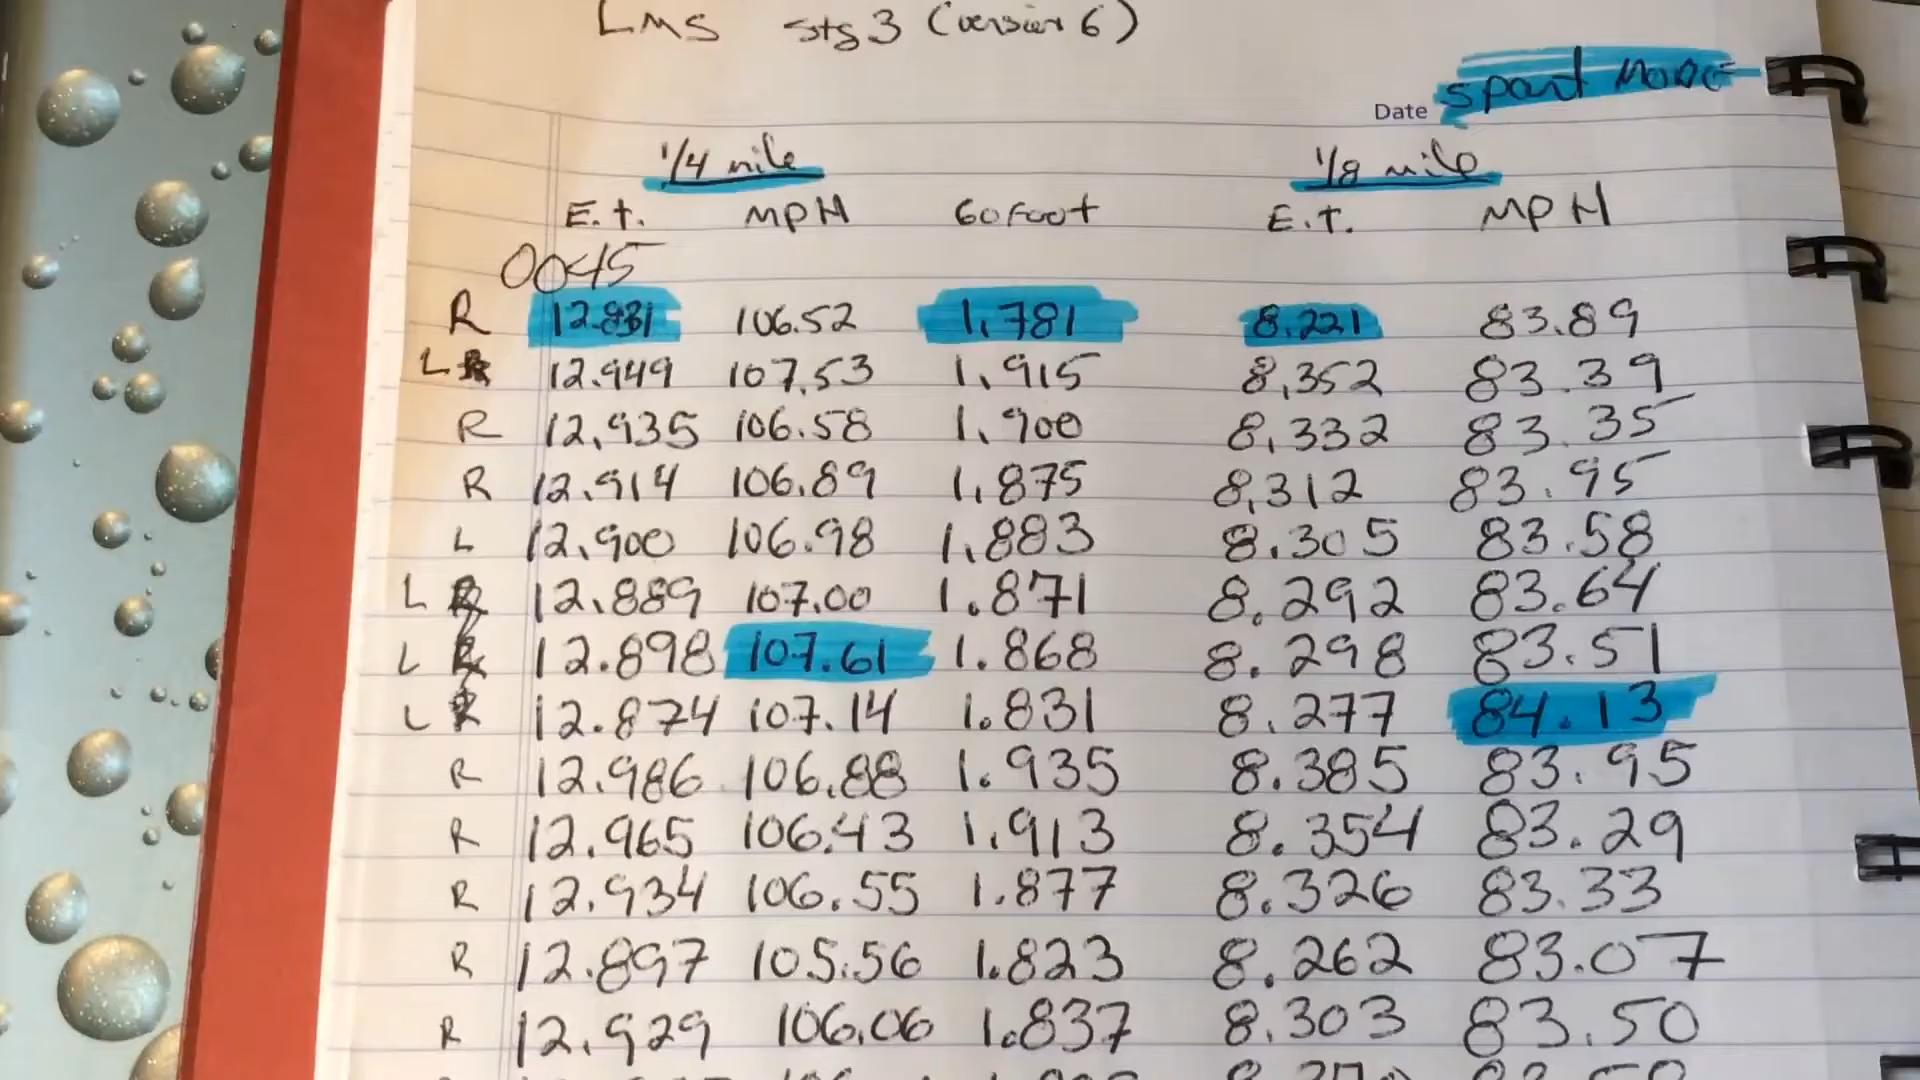 LMS stg 3 (version 6)
Date Sport Mode
1/4 mile 1/8 mile
E.t. MPH 60 Foot E.T. MPH
0045
R 12.831 106.52 1.781 8.221 83.89
L 12.949 107.53 1.915 8.352 83.39
R 12.935 106.58 1.900 8.332 83.35
R 12.914 106.89 1.875 8.312 83.95
L 12.900 106.98 1.883 8.305 83.58
L 12.889 107.00 1.871 8.292 83.64
L 12.898 107.61 1.868 8.298 83.51
L 12.874 107.14 1.831 8.277 84.13
R 12.986 106.88 1.935 8.385 83.95
R 12.965 106.43 1.913 8.354 83.29
R 12.934 106.55 1.877 8.326 83.33
R 12.897 105.56 1.823 8.262 83.07
R 12.929 106.06 1.837 8.303 83.50